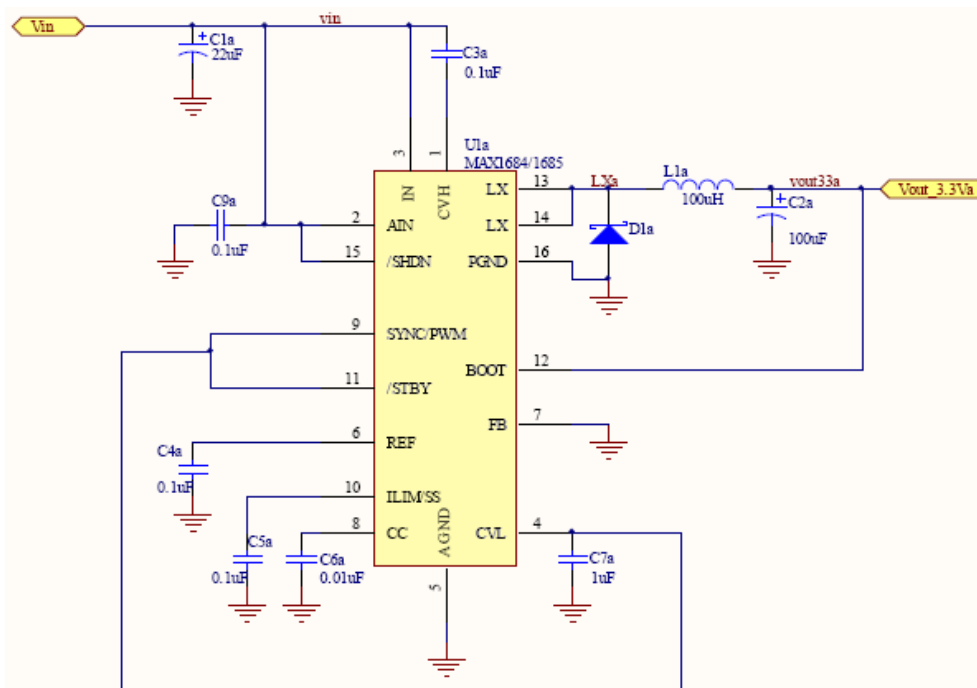 Vin
vin
C1a
22uF
C3a
0.1uF
U1a
MAX1684/1685
3
1
IN
CVH
LX
13
LXa
L1a
100uH
vout33a
Vout_3.3Va
C2a
100uF
C9a
0.1uF
2
AIN
LX
14
D1a
15
/SHDN
PGND
16
9
SYNC/PWM
BOOT
12
11
/STBY
FB
7
C4a
0.1uF
6
REF
10
ILIM/SS
C5a
0.1uF
C6a
0.01uF
8
CC
AGND
5
CVL
4
C7a
1uF